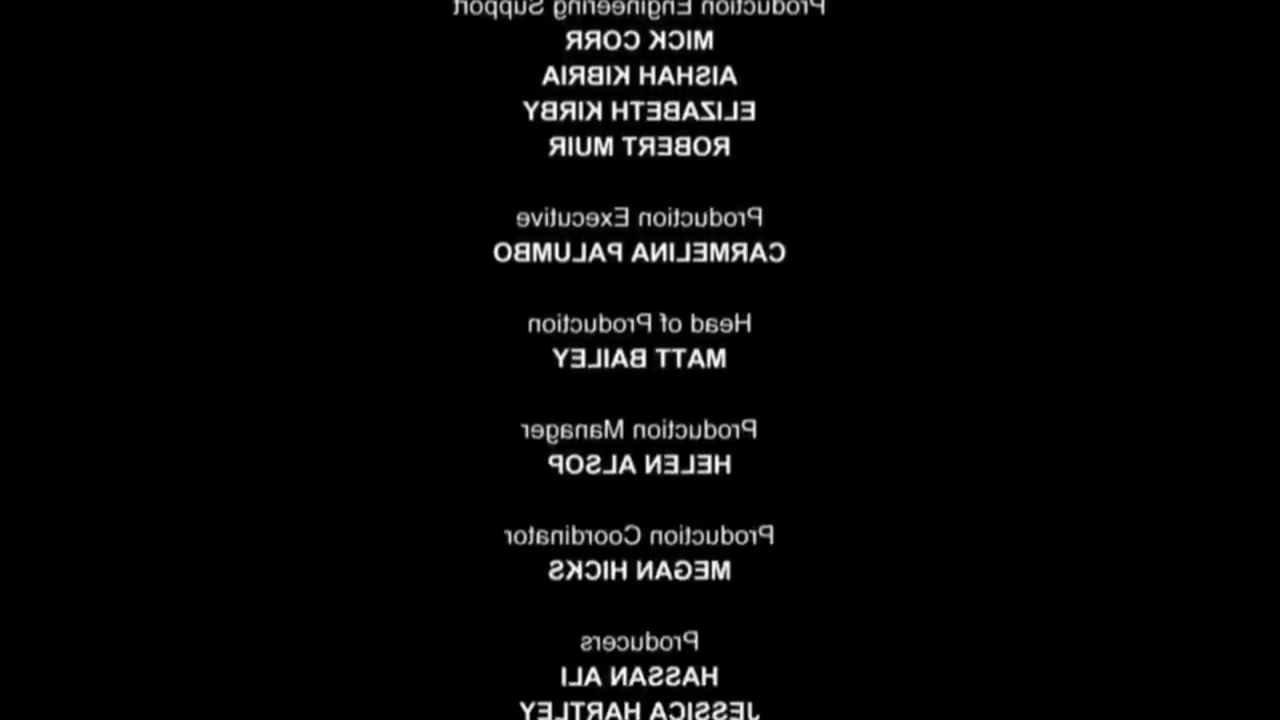 Production Engineering Support
MICK CORR
AISHAH KIBRIA
ELIZABETH KIRBY
ROBERT MUIR
Production Executive
CARMELINA PALUMBO
Head of Production
MATT BAILEY
Production Manager
HELEN ALSOP
Production Coordinator
MEGAN HICKS
Producers
HASSAN ALI
JESSICA HARTLEY